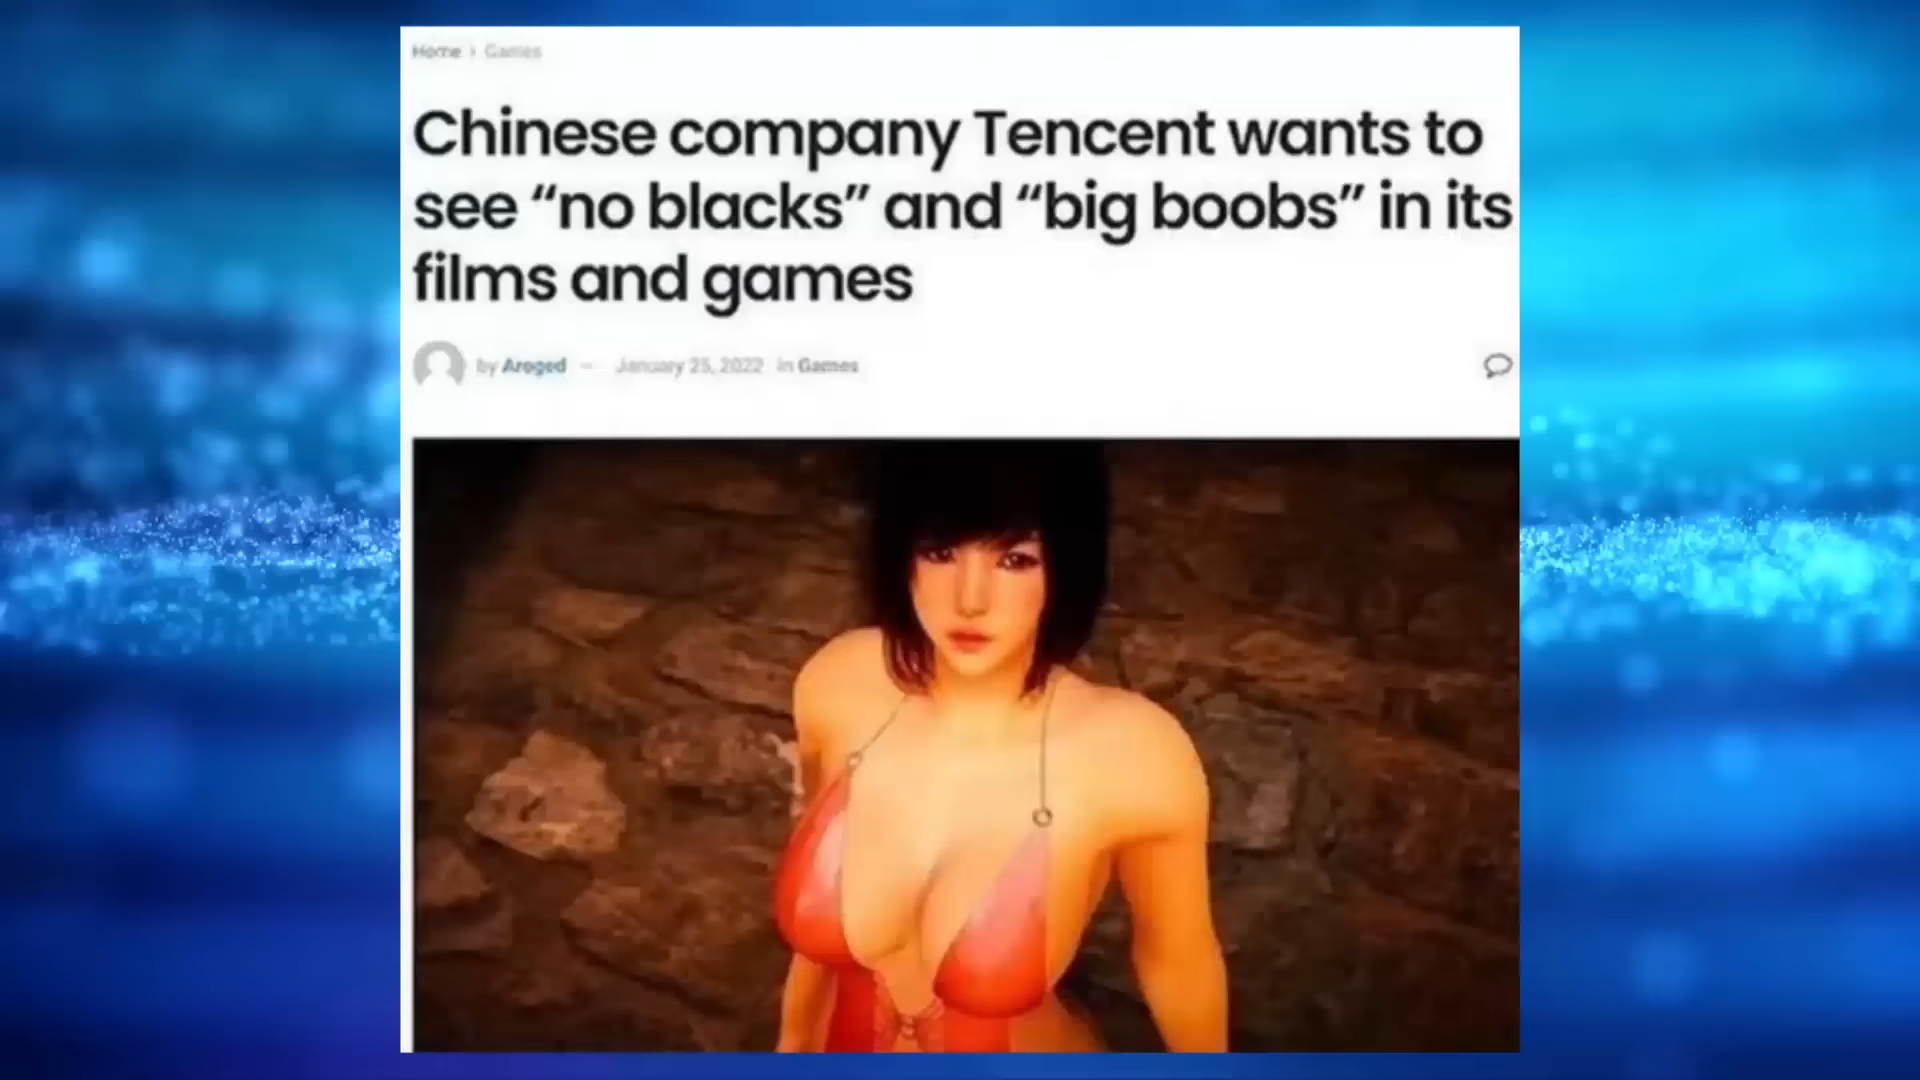 Home › Games
Chinese company Tencent wants to
see “no blacks” and “big boobs” in its
films and games
by Aroged — January 25, 2022 in Games